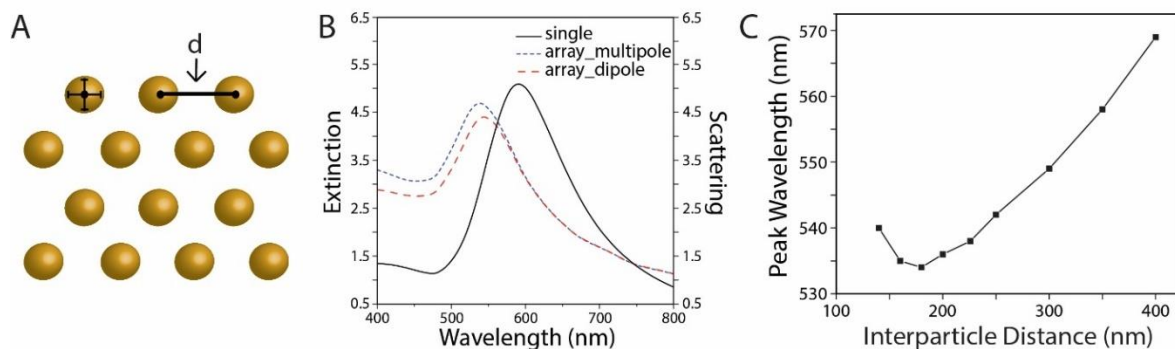 A
d
B
single
array_multipole
array_dipole
6.5 6.5
5.5 5.5
4.5 4.5
3.5 3.5
2.5 2.5
1.5 1.5
0.5 0.5
Extinction
Scattering
400 500 600 700 800
Wavelength (nm)
C
570
560
550
540
530
Peak Wavelength (nm)
100 200 300 400
Interparticle Distance (nm)